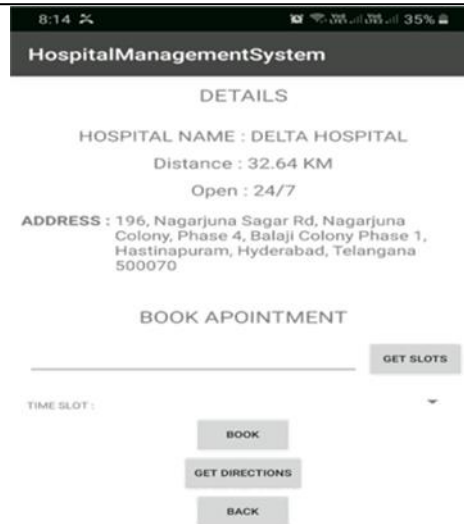 8:14 35%
HospitalManagementSystem
DETAILS
HOSPITAL NAME : DELTA HOSPITAL
Distance : 32.64 KM
Open : 24/7
ADDRESS : 196, Nagarjuna Sagar Rd, Nagarjuna
Colony, Phase 4, Balaji Colony Phase 1,
Hastinapuram, Hyderabad, Telangana
500070
BOOK APOINTMENT
GET SLOTS
TIME SLOT :
BOOK
GET DIRECTIONS
BACK